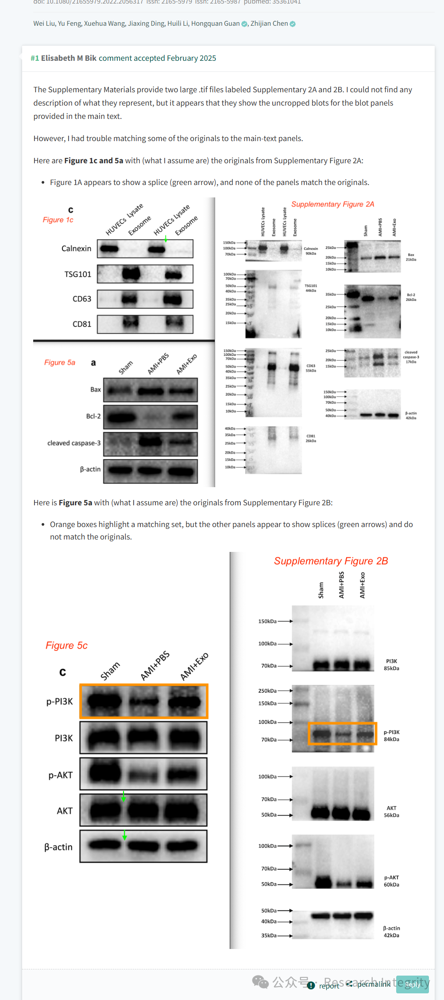 doi: 10.1080/21655979.2022.2056317 issn: 2165-5979 issn: 2165-5987 pubmed: 35361041
Wei Liu, Yu Feng, Xuehua Wang, Jiaxing Ding, Huili Li, Hongquan Guan, Zhijian Chen
#1 Elisabeth M Bik comment accepted February 2025
The Supplementary Materials provide two large .tif files labeled Supplementary 2A and 2B. I could not find any
description of what they represent, but it appears that they show the uncropped blots for the blot panels
provided in the main text.
However, I had trouble matching some of the originals to the main-text panels.
Here are Figure 1c and 5a with (what I assume are) the originals from Supplementary Figure 2A:
• Figure 1A appears to show a splice (green arrow), and none of the panels match the originals.
c
Figure 1c
HUVECs Lysate
Exosome
HUVECs Lysate
Exosome
Calnexin
TSG101
CD63
CD81
Figure 5a
a
Sham
AMI+PBS
AMI+Exo
Bax
Bcl-2
cleaved caspase-3
β-actin
Supplementary Figure 2A
HUVECs Lysate
Exosome
HUVECs Lysate
Exosome
150kDa
100kDa
70kDa
Calnexin
90kDa
100kDa
70kDa
50kDa
40kDa
35kDa
25kDa
20kDa
15kDa
TSG101
44kDa
150kDa
100kDa
70kDa
50kDa
40kDa
35kDa
25kDa
20kDa
15kDa
10kDa
CD63
55kDa
40kDa
35kDa
25kDa
20kDa
15kDa
10kDa
CD81
26kDa
Sham
AMI+PBS
AMI+Exo
25kDa
20kDa
15kDa
10kDa
Bax
21kDa
35kDa
25kDa
20kDa
15kDa
10kDa
Bcl-2
26kDa
25kDa
20kDa
15kDa
cleaved
caspase-3
17kDa
150kDa
100kDa
70kDa
50kDa
40kDa
β-actin
42kDa
Here is Figure 5a with (what I assume are) the originals from Supplementary Figure 2B:
• Orange boxes highlight a matching set, but the other panels appear to show splices (green arrows) and do
not match the originals.
Figure 5c
c
Sham
AMI+PBS
AMI+Exo
p-PI3K
PI3K
p-AKT
AKT
β-actin
Supplementary Figure 2B
Sham
AMI+PBS
AMI+Exo
150kDa
100kDa
70kDa
PI3K
85kDa
250kDa
150kDa
100kDa
70kDa
p-PI3K
84kDa
100kDa
70kDa
50kDa
AKT
56kDa
100kDa
70kDa
50kDa
p-AKT
60kDa
50kDa
40kDa
35kDa
β-actin
42kDa
公众号 · Research Integrity
report
permalink
Reply